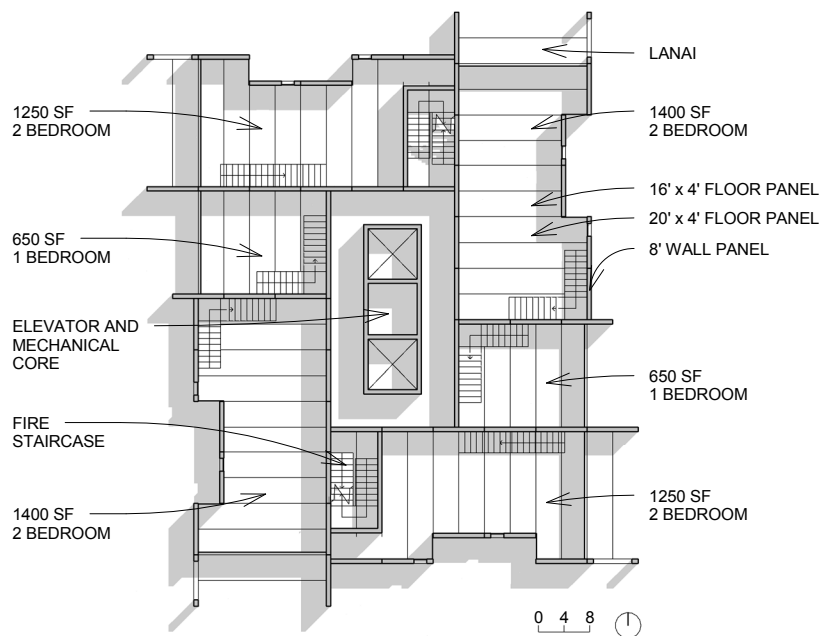 LANAI
1250 SF
2 BEDROOM
1400 SF
2 BEDROOM
16' x 4' FLOOR PANEL
20' x 4' FLOOR PANEL
650 SF
1 BEDROOM
8' WALL PANEL
ELEVATOR AND
MECHANICAL
CORE
650 SF
1 BEDROOM
FIRE
STAIRCASE
1250 SF
2 BEDROOM
1400 SF
2 BEDROOM
0 4 8